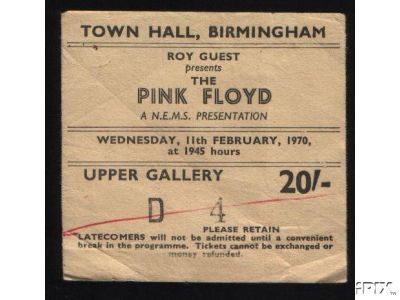 TOWN HALL, BIRMINGHAM
ROY GUEST
presents
THE
PINK FLOYD
A N.E.M.S. PRESENTATION
WEDNESDAY, 11th FEBRUARY, 1970,
at 1945 hours
UPPER GALLERY 20/-
D 4
PLEASE RETAIN
LATECOMERS will not be admitted until a convenient
break in the programme. Tickets cannot be exchanged or
money refunded.